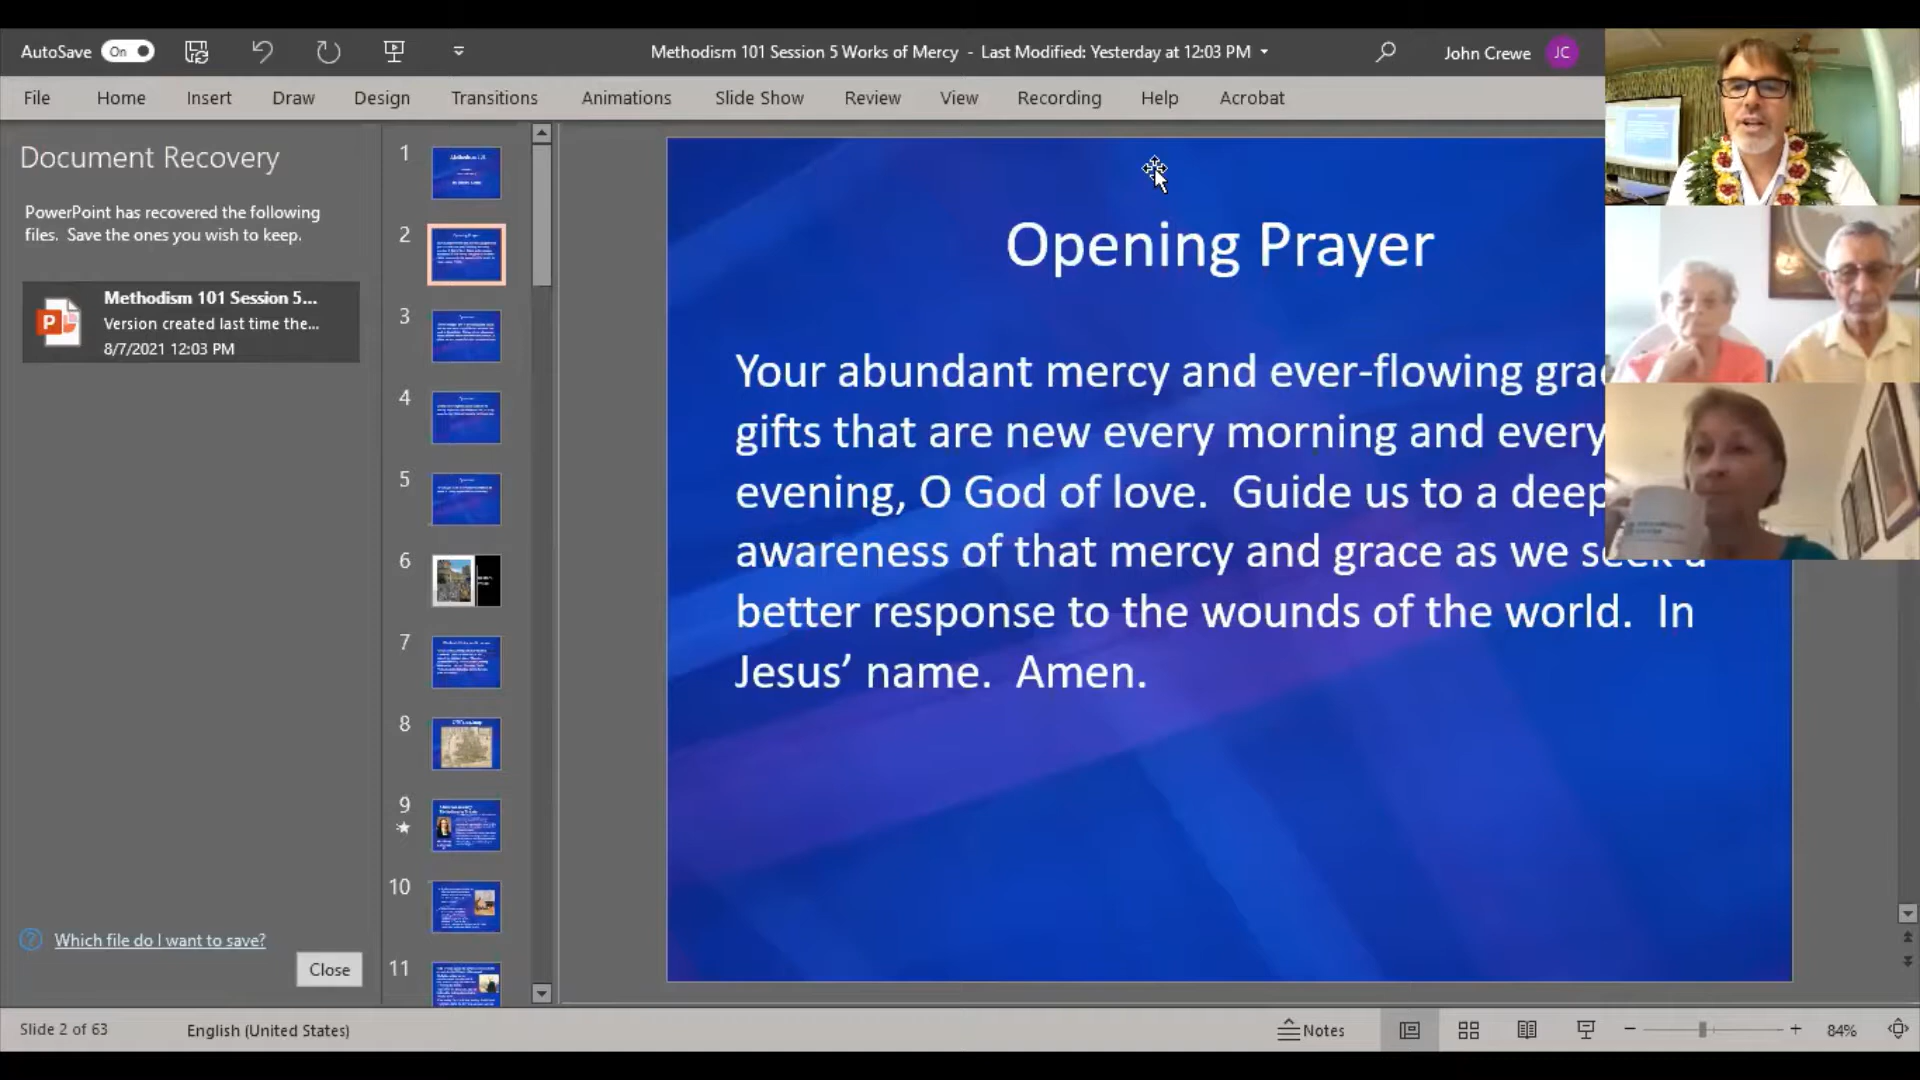 AutoSave On
Methodism 101 Session 5 Works of Mercy - Last Modified: Yesterday at 12:03 PM
John Crewe JC
File Home Insert Draw Design Transitions Animations Slide Show Review View Recording Help Acrobat
Document Recovery
PowerPoint has recovered the following
files. Save the ones you wish to keep.
Methodism 101 Session 5...
Version created last time the...
8/7/2021 12:03 PM
Which file do I want to save?
Close
1
2
3
4
5
6
7
8
9
10
11
Opening Prayer
Your abundant mercy and ever-flowing
gifts that are new every morning and every
evening, O God of love. Guide us to a
awareness of that mercy and grace as we seek a
better response to the wounds of the world. In
Jesus’ name. Amen.
Slide 2 of 63
English (United States)
Notes
84%